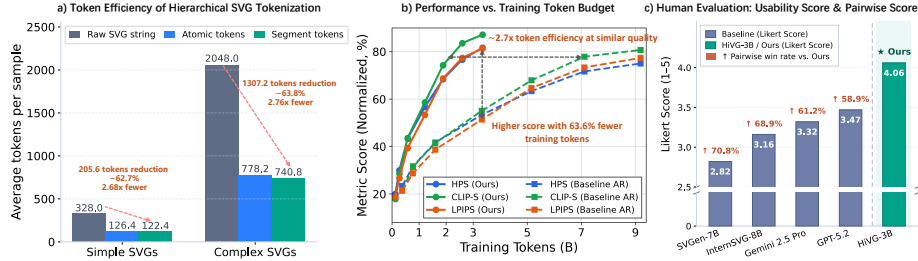 a) Token Efficiency of Hierarchical SVG Tokenization
Raw SVG string
Atomic tokens
Segment tokens
Average tokens per sample
2500
2000
1500
1000
500
0
2048.0
1307.2 tokens reduction
−63.8%
2.76x fewer
778.2
740.8
205.6 tokens reduction
−62.7%
2.68x fewer
328.0
126.4
122.4
Simple SVGs
Complex SVGs
b) Performance vs. Training Token Budget
Metric Score (Normalized, %)
80
60
40
20
~2.7x token efficiency at similar quality
Higher score with 63.6% fewer
training tokens
HPS (Ours)
CLIP-S (Ours)
LPIPS (Ours)
HPS (Baseline AR)
CLIP-S (Baseline AR)
LPIPS (Baseline AR)
0 1 2 3 4 5 6 7 8 9
Training Tokens (B)
c) Human Evaluation: Usability Score & Pairwise Score
Baseline (Likert Score)
HiVG-3B / Ours (Likert Score)
↑ Pairwise win rate vs. Ours
★ Ours
Likert Score (1-5)
4.0
3.5
3.0
2.5
0.0
↑ 70.8%
2.82
↑ 68.9%
3.16
↑ 61.2%
3.32
↑ 58.9%
3.47
4.06
SVGen-7B
InternSVG-8B
Gemini 2.5 Pro
GPT-5.2
HiVG-3B